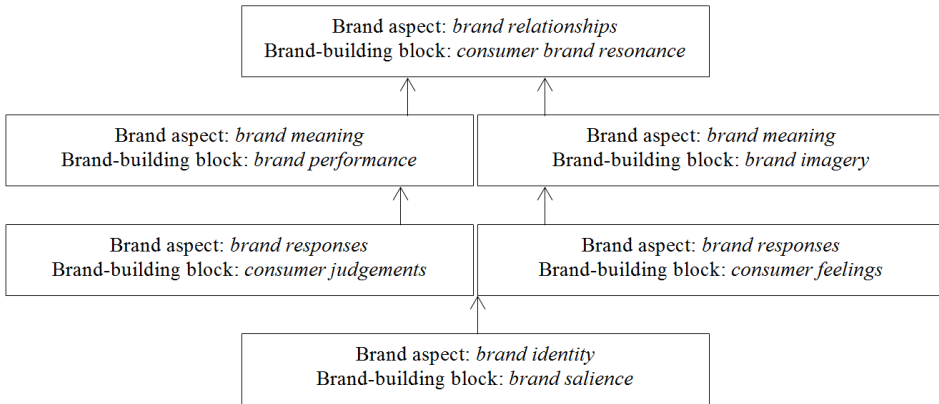 Brand aspect: brand relationships
Brand-building block: consumer brand resonance
Brand aspect: brand meaning
Brand-building block: brand performance
Brand aspect: brand meaning
Brand-building block: brand imagery
Brand aspect: brand responses
Brand-building block: consumer judgements
Brand aspect: brand responses
Brand-building block: consumer feelings
Brand aspect: brand identity
Brand-building block: brand salience